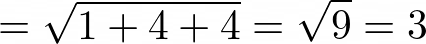 = √(1 + 4 + 4) = √9 = 3